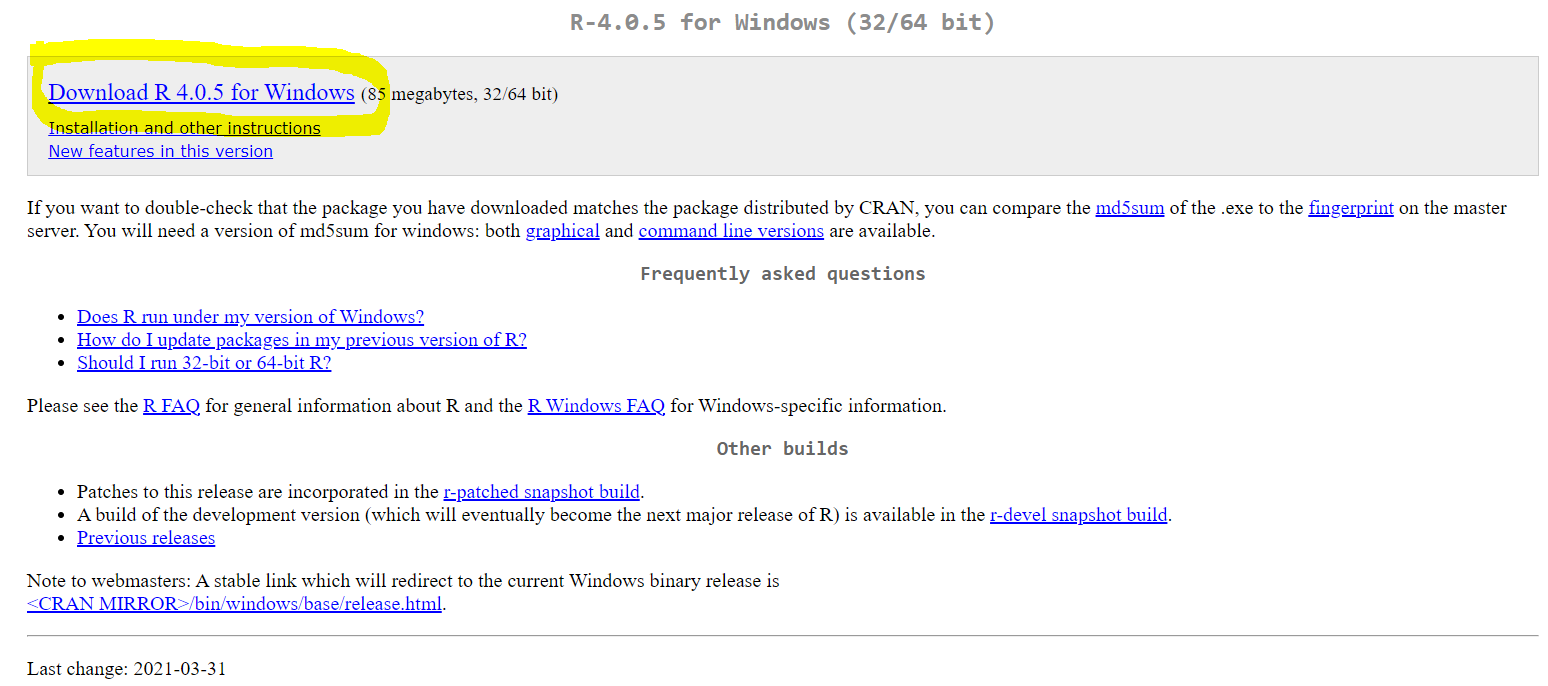 R-4.0.5 for Windows (32/64 bit)
Download R 4.0.5 for Windows (85 megabytes, 32/64 bit)
Installation and other instructions
New features in this version
If you want to double-check that the package you have downloaded matches the package distributed by CRAN, you can compare the md5sum of the .exe to the fingerprint on the master
server. You will need a version of md5sum for windows: both graphical and command line versions are available.
Frequently asked questions
• Does R run under my version of Windows?
• How do I update packages in my previous version of R?
• Should I run 32-bit or 64-bit R?
Please see the R FAQ for general information about R and the R Windows FAQ for Windows-specific information.
Other builds
• Patches to this release are incorporated in the r-patched snapshot build.
• A build of the development version (which will eventually become the next major release of R) is available in the r-devel snapshot build.
• Previous releases
Note to webmasters: A stable link which will redirect to the current Windows binary release is
<CRAN MIRROR>/bin/windows/base/release.html.
Last change: 2021-03-31